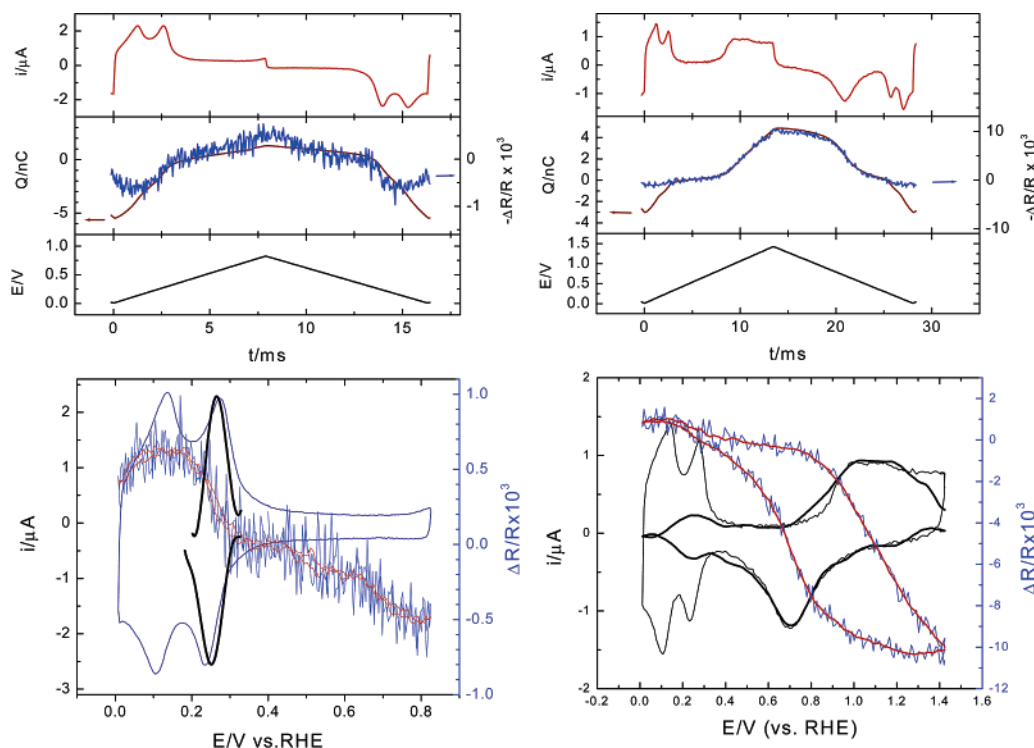 i/μA
2
0
-2
Q/nC
0
-5
0
-1
-ΔR/R x 10³
E/V
1.0
0.5
0.0
0 5 10 15
t/ms
i/μA
1
0
-1
Q/nC
4
2
0
-2
-4
10
0
-10
-ΔR/R x 10³
E/V
1.5
1.0
0.5
0.0
0 10 20 30
t/ms
i/μA
2
1
0
-1
-2
-3
1.0
0.5
0.0
-0.5
-1.0
ΔR/Rx10³
0.0 0.2 0.4 0.6 0.8
E/V vs.RHE
i/μA
2
1
0
-1
-2
2
0
-2
-4
-6
-8
-10
-12
ΔR/Rx10³
-0.2 0.0 0.2 0.4 0.6 0.8 1.0 1.2 1.4 1.6
E/V (vs. RHE)